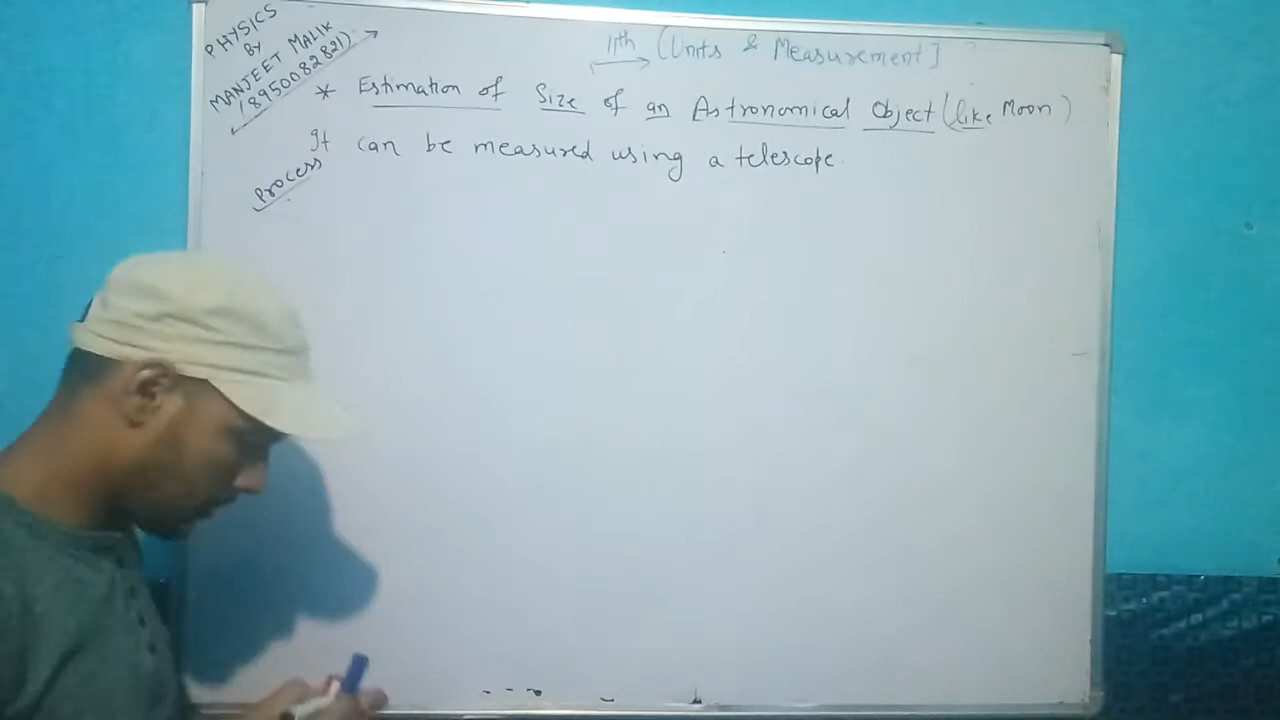 PHYSICS
By
MANJEET MALIK
(8950082821)
11th (Units & Measurement]
* Estimation of Size of an Astronomical Object (like Moon)
It can be measured using a telescope.
Process